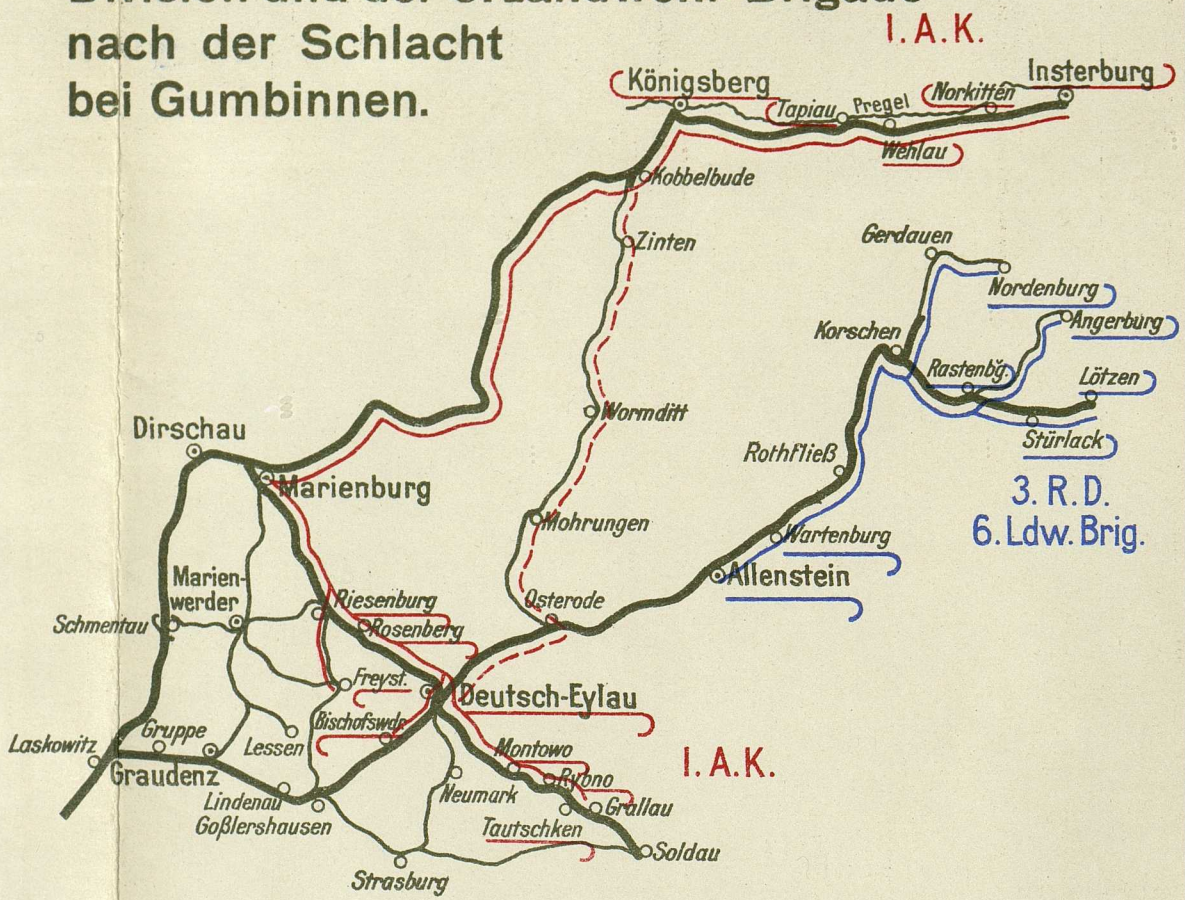 nach der Schlacht
bei Gumbinnen.
I. A. K.
Königsberg
Tapiau
Pregel
Norkitten
Insterburg
Wehlau
Kobbelbude
Zinten
Gerdauen
Nordenburg
Angerburg
Korschen
Rastenbg.
Lötzen
Stürlack
Wormditt
Dirschau
Rothfließ
Marienburg
3. R. D.
6. Ldw. Brig.
Mohrungen
Wartenburg
Allenstein
Marien-
werder
Schmentau
Riesenburg
Osterode
Rosenberg
Freyst.
Deutsch-Eylau
Bischofswdr.
Gruppe
Laskowitz
Lessen
Graudenz
Montowo
I. A. K.
Rybno
Lindenau
Goßlershausen
Neumark
Grallau
Tautschken
Soldau
Strasburg